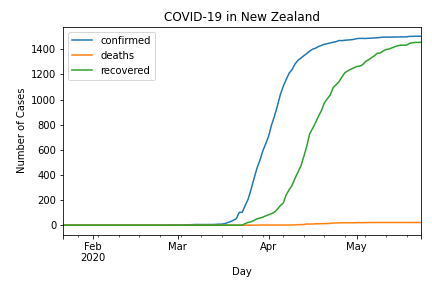 COVID-19 in New Zealand
confirmed
deaths
recovered
Number of Cases
1400
1200
1000
800
600
400
200
0
Feb Mar Apr May
2020
Day